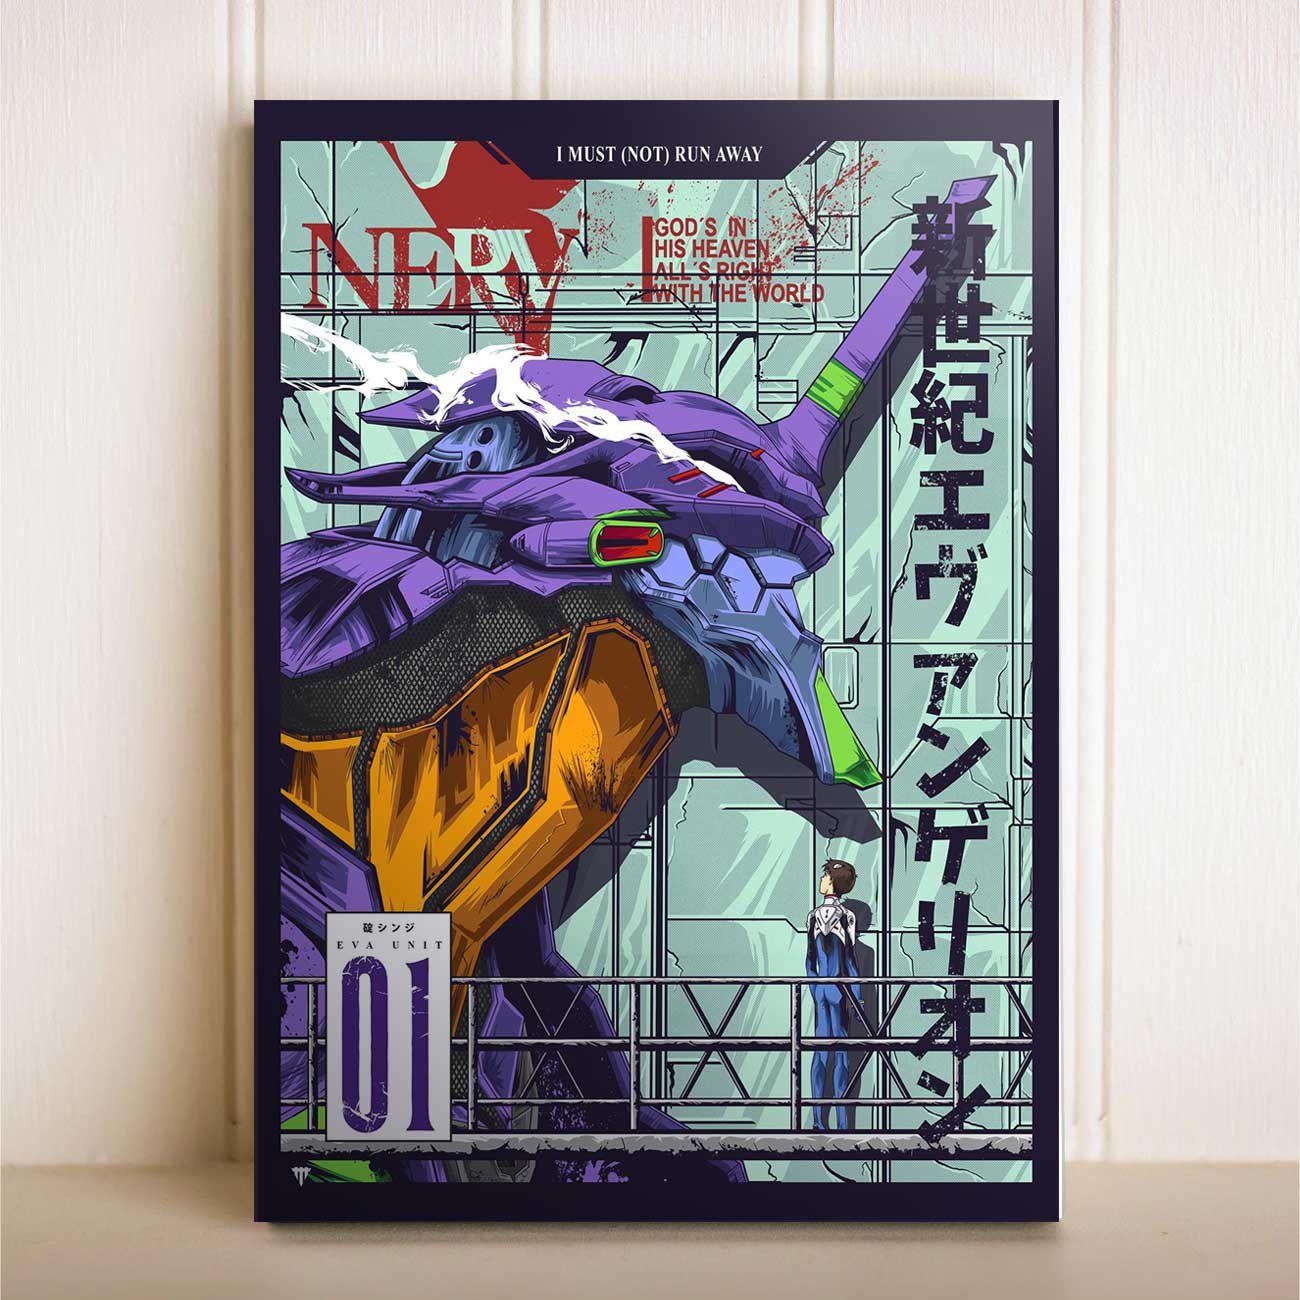 I MUST (NOT) RUN AWAY
NERV
GOD´S IN
HIS HEAVEN
ALL´S RIGHT
WITH THE WORLD
新世紀エヴァンゲリオン
碇シンジ
EVA UNIT
01